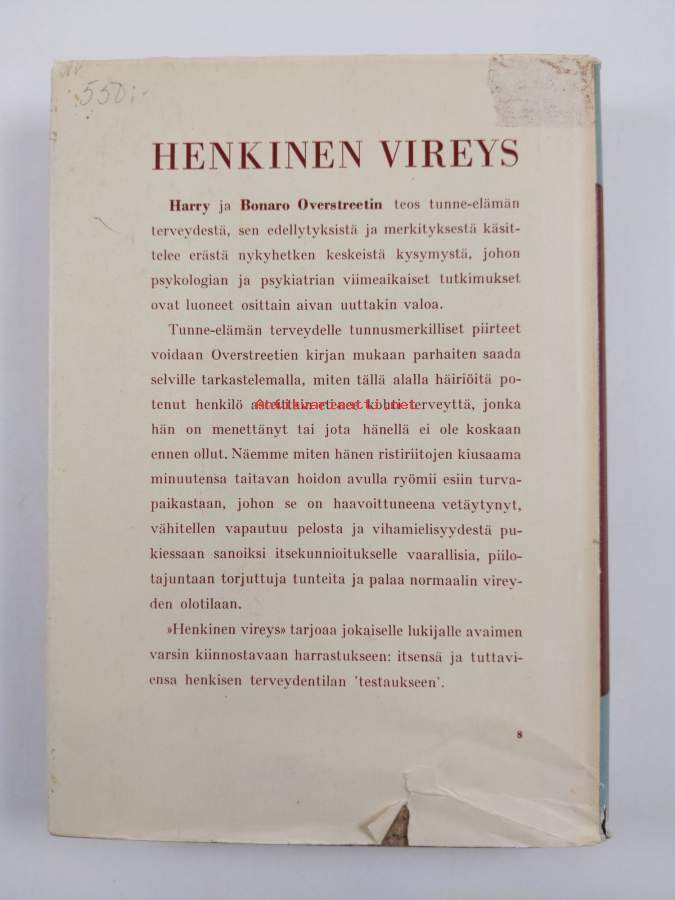 550:-
HENKINEN VIREYS
Harry ja Bonaro Overstreetin teos tunne-elämän
terveydestä, sen edellytyksistä ja merkityksestä käsit-
telee erästä nykyhetken keskeistä kysymystä, johon
psykologian ja psykiatrian viimeaikaiset tutkimukset
ovat luoneet osittain aivan uuttakin valoa.
Tunne-elämän terveydelle tunnusmerkilliset piirteet
voidaan Overstreetien kirjan mukaan parhaiten saada
selville tarkastelemalla, miten tällä alalla häiriöitä po-
tenut henkilö kohti terveyttä, jonka
Antikvariaatti.net
hän on menettänyt tai jota hänellä ei ole koskaan
ennen ollut. Näemme miten hänen ristiriitojen kiusaama
minuutensa taitavan hoidon avulla ryömii esiin turva-
paikastaan, johon se on haavoittuneena vetäytynyt,
vähitellen vapautuu pelosta ja vihamielisyydestä pu-
kiessaan sanoiksi itsekunnioitukselle vaarallisia, piilo-
tajuntaan torjuttuja tunteita ja palaa normaalin virey-
den olotilaan.
»Henkinen vireys» tarjoaa jokaiselle lukijalle avaimen
varsin kiinnostavaan harrastukseen: itsensä ja tuttavi-
ensa henkisen terveydentilan 'testaukseen'.
8